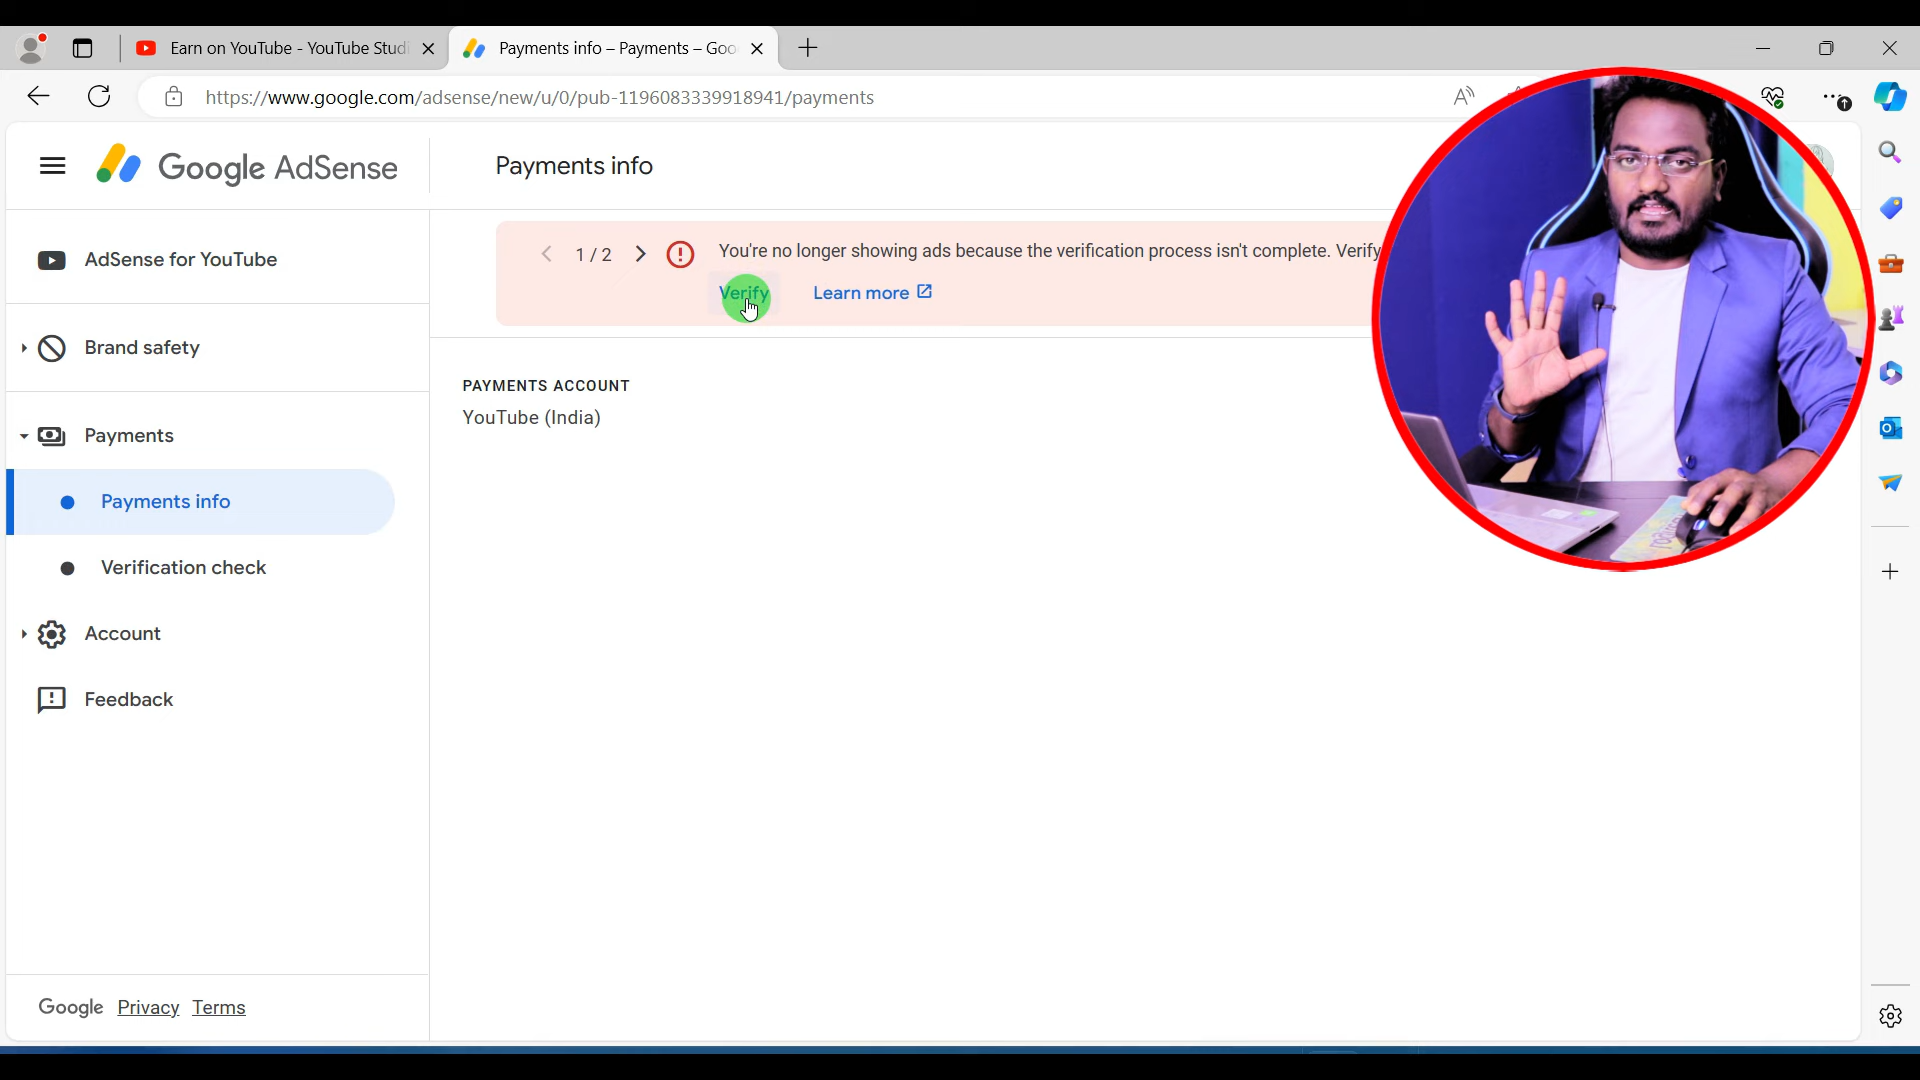 Earn on YouTube - YouTube Studi
Payments info – Payments – Goo
https://www.google.com/adsense/new/u/0/pub-1196083339918941/payments
Google AdSense
Payments info
AdSense for YouTube
1 / 2
You're no longer showing ads because the verification process isn't complete. Verify
Verify
Learn more
Brand safety
PAYMENTS ACCOUNT
YouTube (India)
Payments
Payments info
Verification check
Account
Feedback
Google Privacy Terms